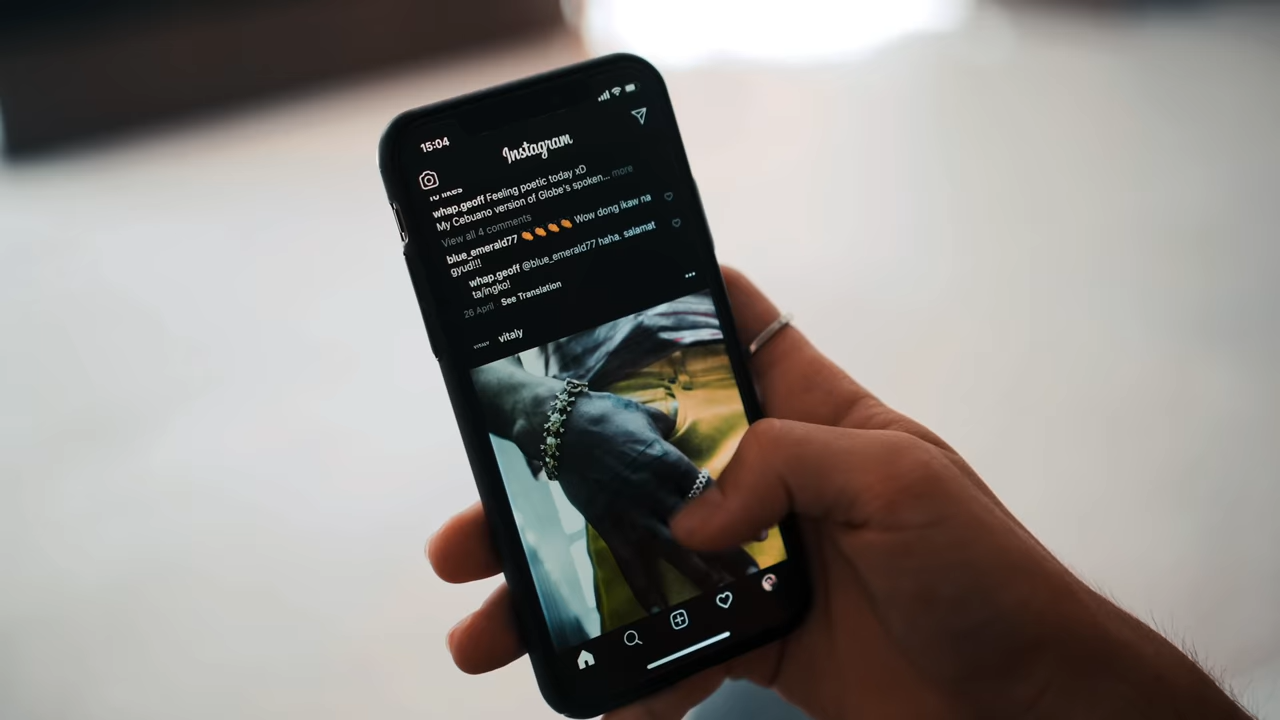 15:04
Instagram
10 likes
whap.geoff Feeling poetic today xD
My Cebuano version of Globe's spoken... more
View all 4 comments
blue_emerald77 👏👏👏👏 Wow dong ikaw na
gyud!!!
whap.geoff @blue_emerald77 haha. salamat
ta/ingko!
26 April See Translation
vitaly